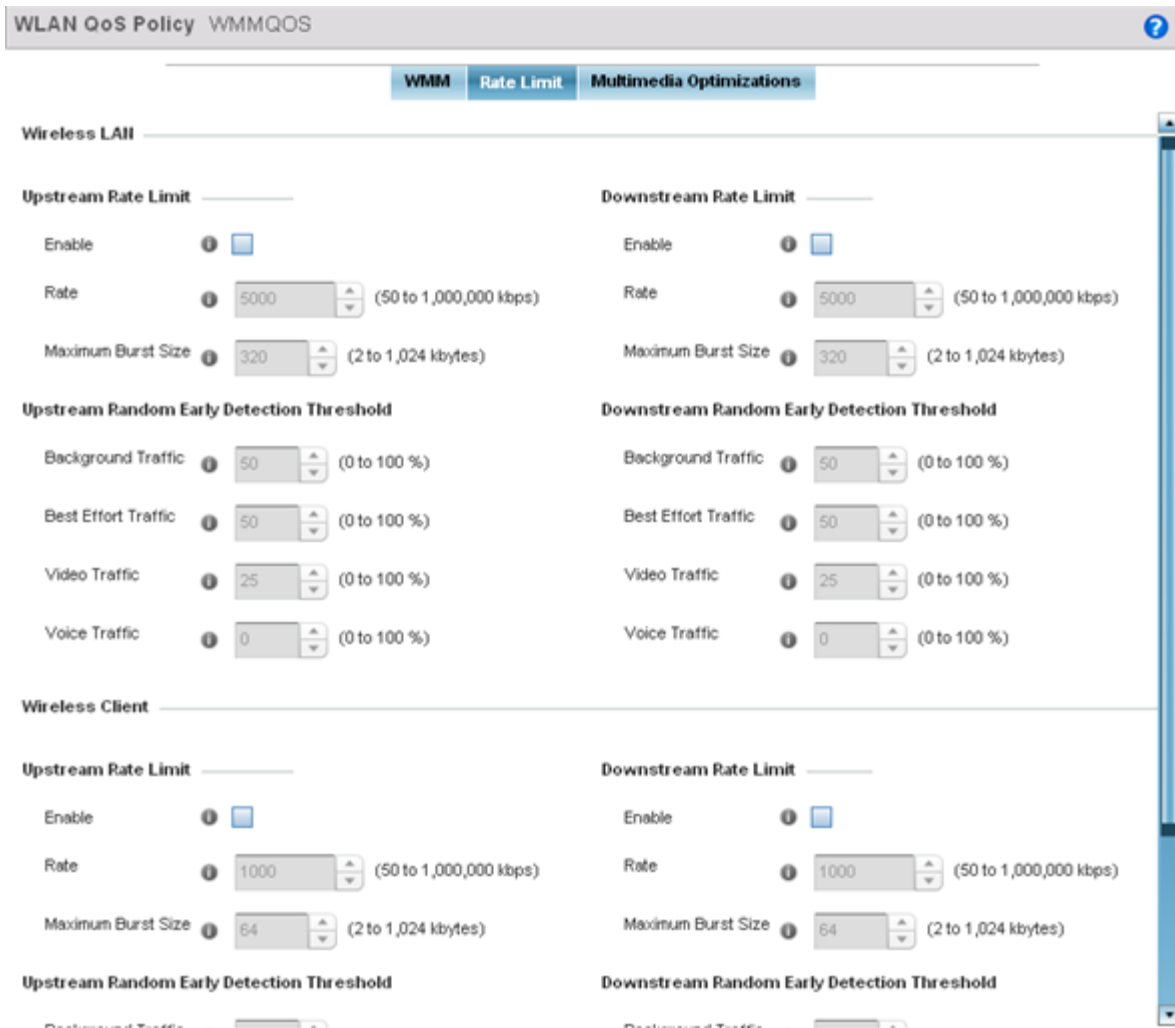 WLAN QoS Policy WMMQOS
WMM Rate Limit Multimedia Optimizations
Wireless LAN
Upstream Rate Limit Downstream Rate Limit
Enable Enable
Rate 5000 (50 to 1,000,000 kbps) Rate 5000 (50 to 1,000,000 kbps)
Maximum Burst Size 320 (2 to 1,024 kbytes) Maximum Burst Size 320 (2 to 1,024 kbytes)
Upstream Random Early Detection Threshold Downstream Random Early Detection Threshold
Background Traffic 50 (0 to 100 %) Background Traffic 50 (0 to 100 %)
Best Effort Traffic 50 (0 to 100 %) Best Effort Traffic 50 (0 to 100 %)
Video Traffic 25 (0 to 100 %) Video Traffic 25 (0 to 100 %)
Voice Traffic 0 (0 to 100 %) Voice Traffic 0 (0 to 100 %)
Wireless Client
Upstream Rate Limit Downstream Rate Limit
Enable Enable
Rate 1000 (50 to 1,000,000 kbps) Rate 1000 (50 to 1,000,000 kbps)
Maximum Burst Size 64 (2 to 1,024 kbytes) Maximum Burst Size 64 (2 to 1,024 kbytes)
Upstream Random Early Detection Threshold Downstream Random Early Detection Threshold